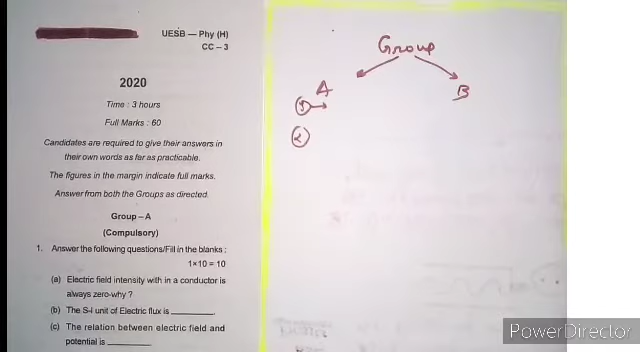 UESB — Phy (H)
CC – 3
2020
Time : 3 hours
Full Marks : 60
Candidates are required to give their answers in
their own words as far as practicable.
The figures in the margin indicate full marks.
Answer from both the Groups as directed.
Group – A
(Compulsory)
1. Answer the following questions/Fill in the blanks :
1×10 = 10
(a) Electric field intensity with in a conductor is
always zero-why ?
(b) The S-I unit of Electric flux is ________.
(c) The relation between electric field and
potential is ________
Group
A B
1
2
PowerDirector